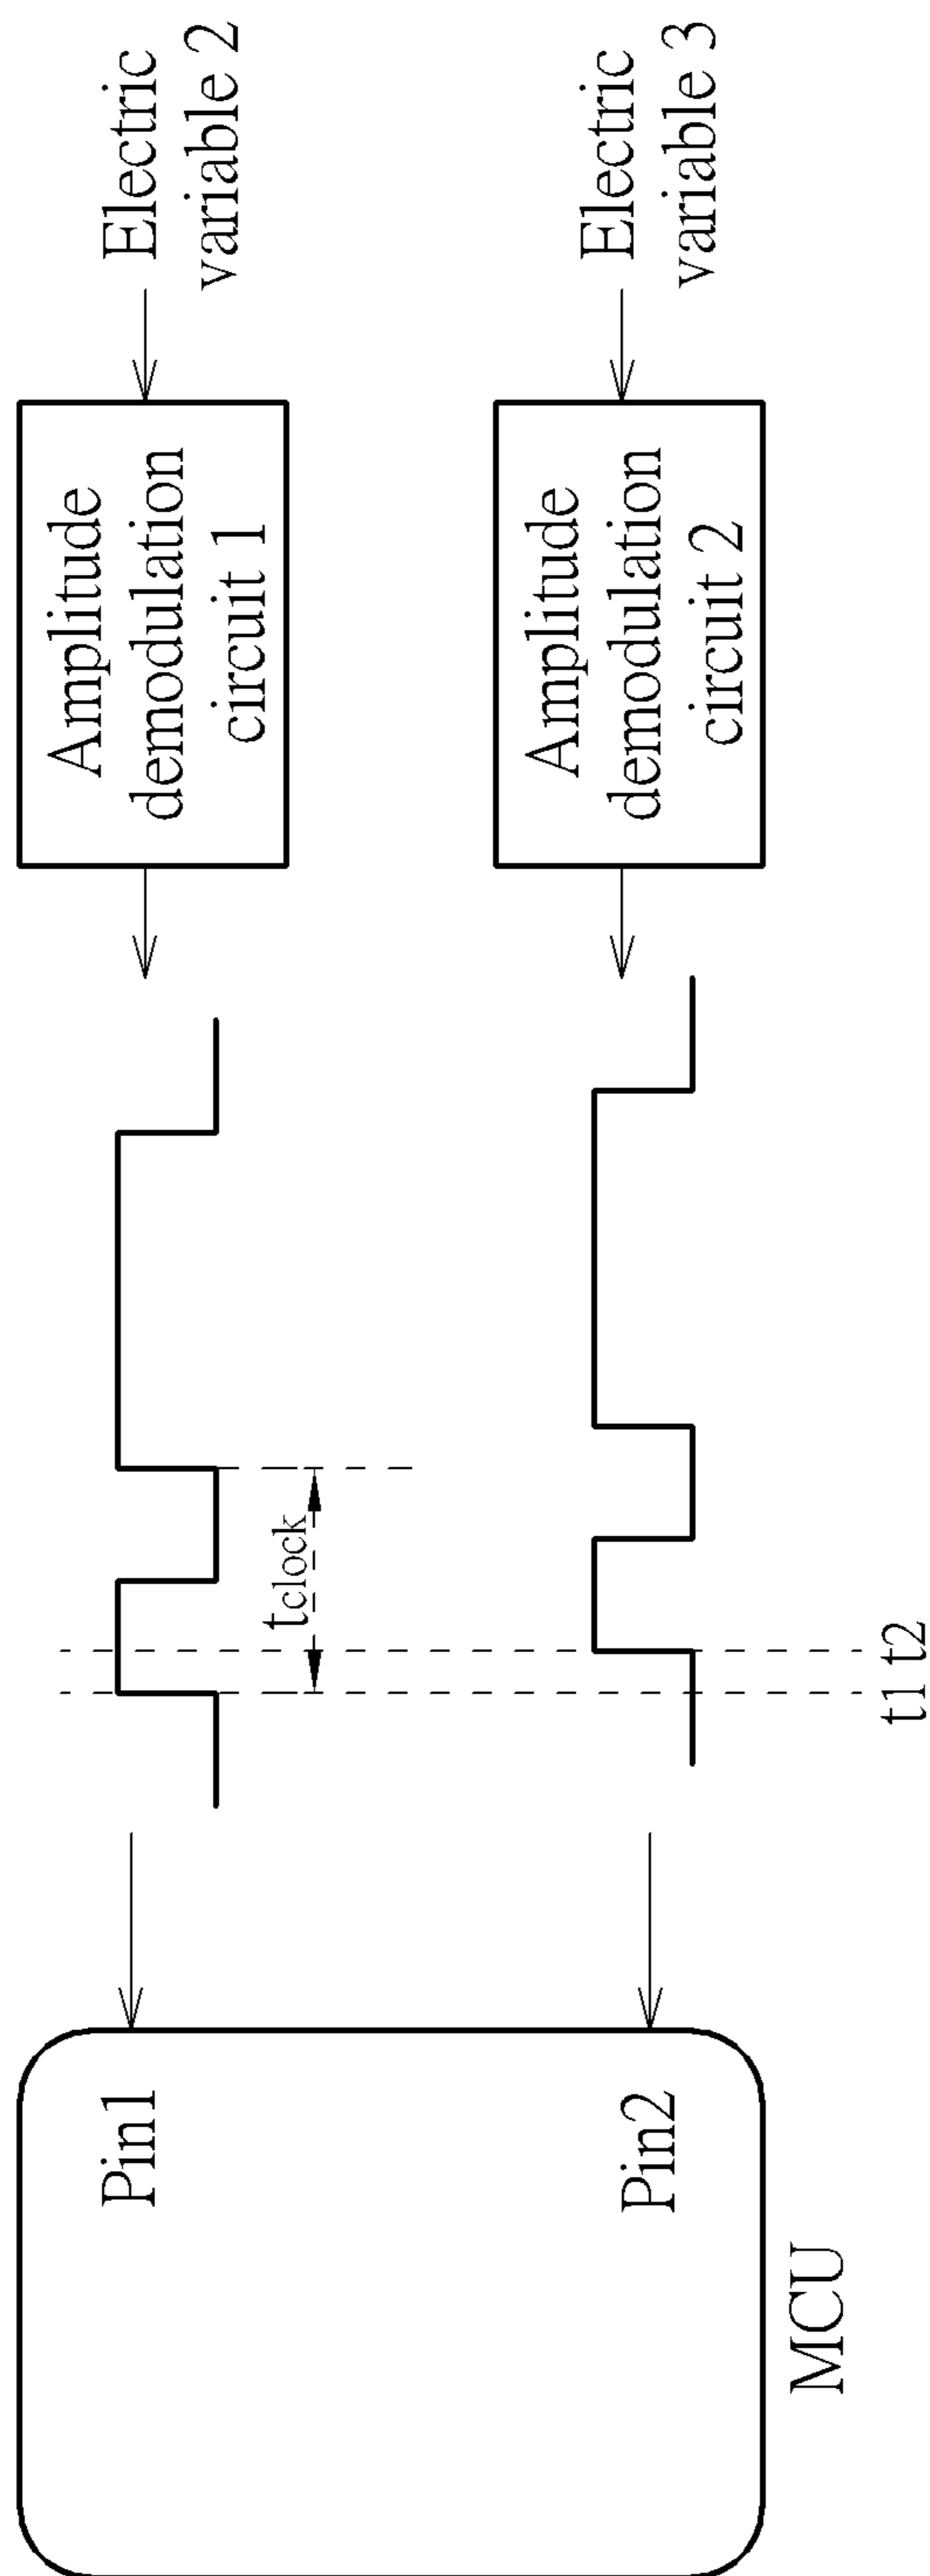 Pin1
Pin2
MCU
tclock
t1 t2
Amplitude
demodulation
circuit 1
Electric
variable 2
Amplitude
demodulation
circuit 2
Electric
variable 3